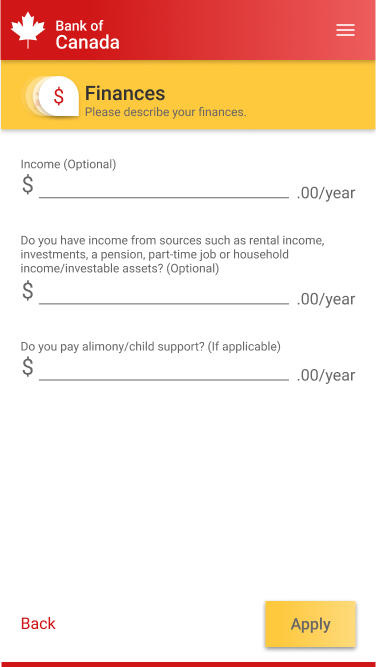 Bank of
Canada
$
Finances
Please describe your finances.
Income (Optional)
$ .00/year
Do you have income from sources such as rental income,
investments, a pension, part-time job or household
income/investable assets? (Optional)
$ .00/year
Do you pay alimony/child support? (If applicable)
$ .00/year
Back
Apply